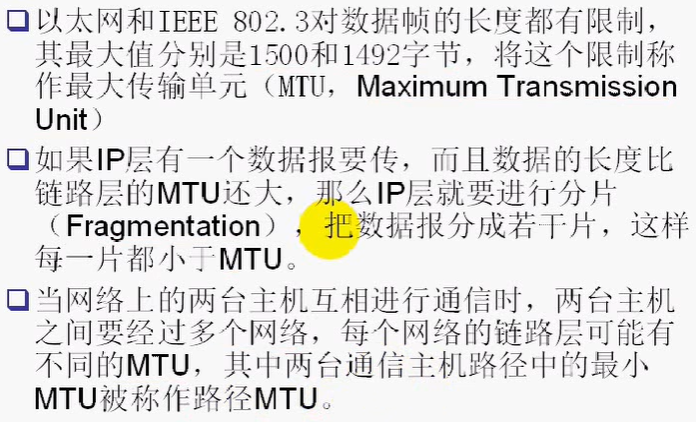 以太网和IEEE 802.3对数据帧的长度都有限制，
其最大值分别是1500和1492字节，将这个限制称
作最大传输单元（MTU，Maximum Transmission
Unit）
如果IP层有一个数据报要传，而且数据的长度比
链路层的MTU还大，那么IP层就要进行分片
（Fragmentation），把数据报分成若干片，这样
每一片都小于MTU。
当网络上的两台主机互相进行通信时，两台主机
之间要经过多个网络，每个网络的链路层可能有
不同的MTU，其中两台通信主机路径中的最小
MTU被称作路径MTU。